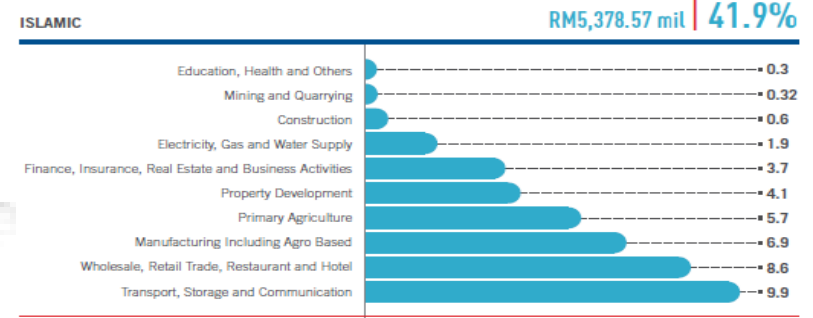 ISLAMIC RM5,378.57 mil | 41.9%
Education, Health and Others 0.3
Mining and Quarrying 0.32
Construction 0.6
Electricity, Gas and Water Supply 1.9
Finance, Insurance, Real Estate and Business Activities 3.7
Property Development 4.1
Primary Agriculture 5.7
Manufacturing Including Agro Based 6.9
Wholesale, Retail Trade, Restaurant and Hotel 8.6
Transport, Storage and Communication 9.9